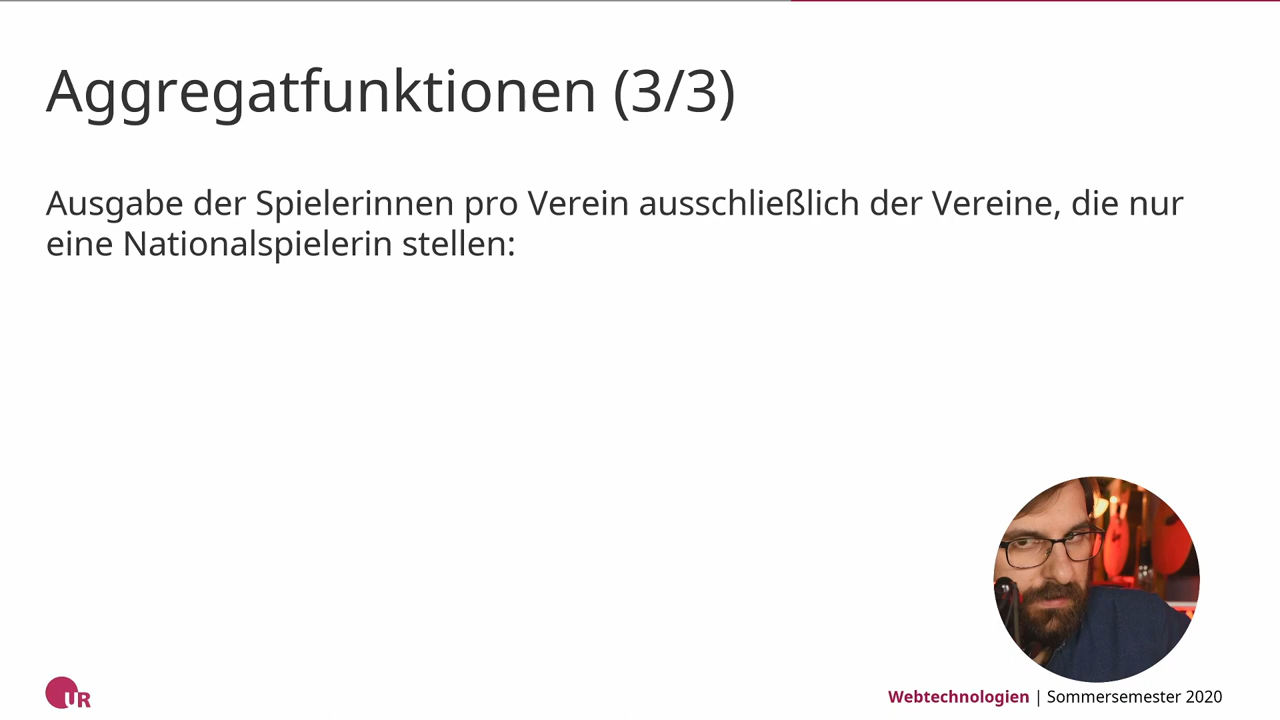 Aggregatfunktionen (3/3)
Ausgabe der Spielerinnen pro Verein ausschließlich der Vereine, die nur
eine Nationalspielerin stellen:
UR
Webtechnologien | Sommersemester 2020